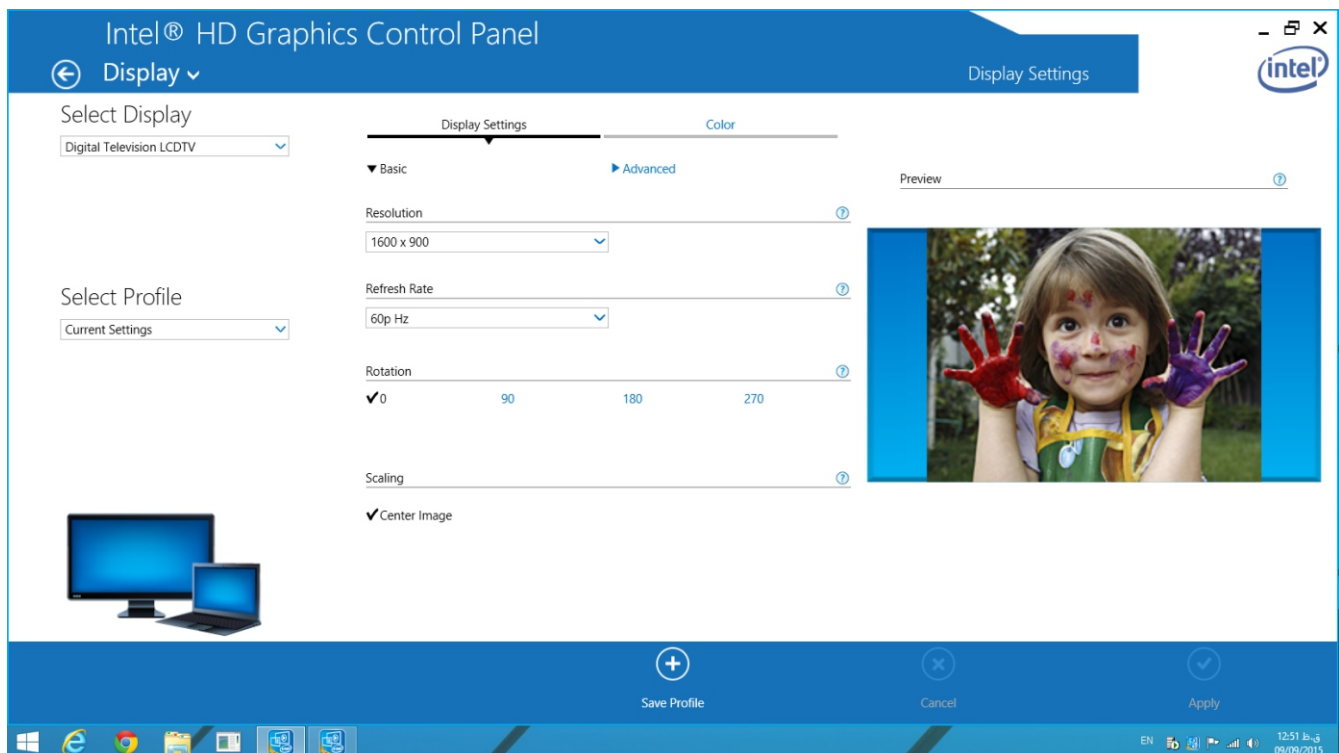 Intel® HD Graphics Control Panel
Display
Display Settings
intel
Select Display
Digital Television LCDTV
Select Profile
Current Settings
Display Settings
Color
Basic
Advanced
Resolution
1600 x 900
Refresh Rate
60p Hz
Rotation
0 90 180 270
Scaling
Center Image
Preview
Save Profile
Cancel
Apply
EN
12:51 ق.ظ
09/09/2015